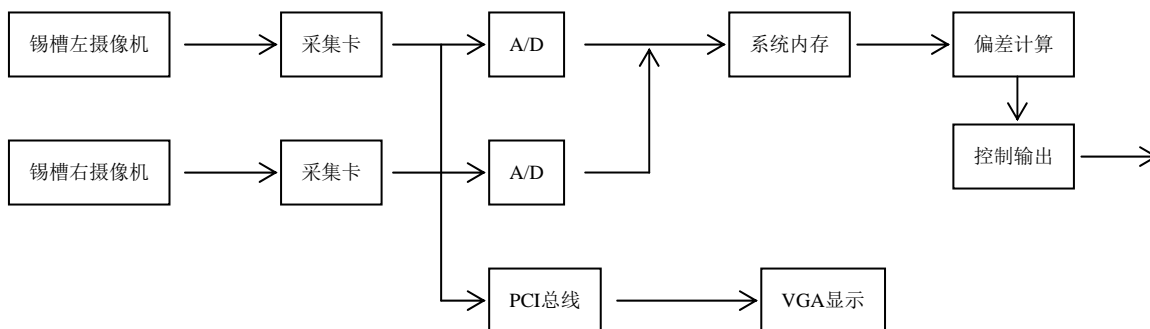 锡槽左摄像机
采集卡
A/D
系统内存
偏差计算
锡槽右摄像机
采集卡
A/D
控制输出
PCI总线
VGA显示